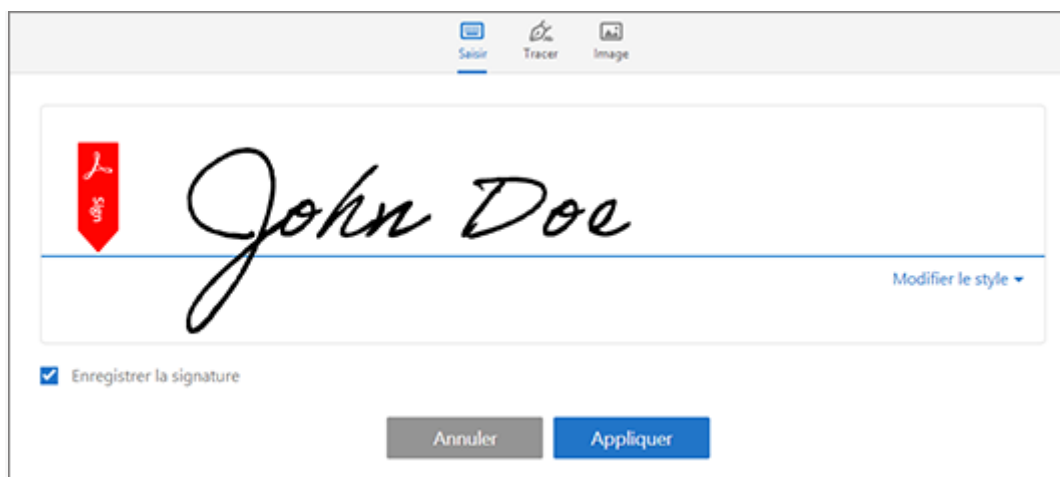 Saisir Tracer Image
Sign
John Doe
Modifier le style
Enregistrer la signature
Annuler Appliquer